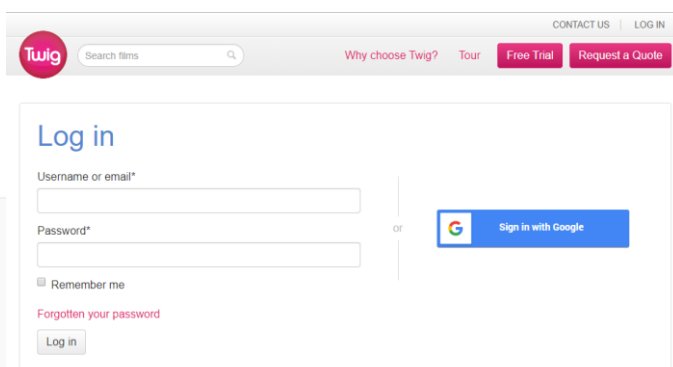 CONTACT US | LOG IN
Twig
Search films
Why choose Twig? Tour Free Trial Request a Quote
Log in
Username or email*
Password*
or
Sign in with Google
Remember me
Forgotten your password
Log in